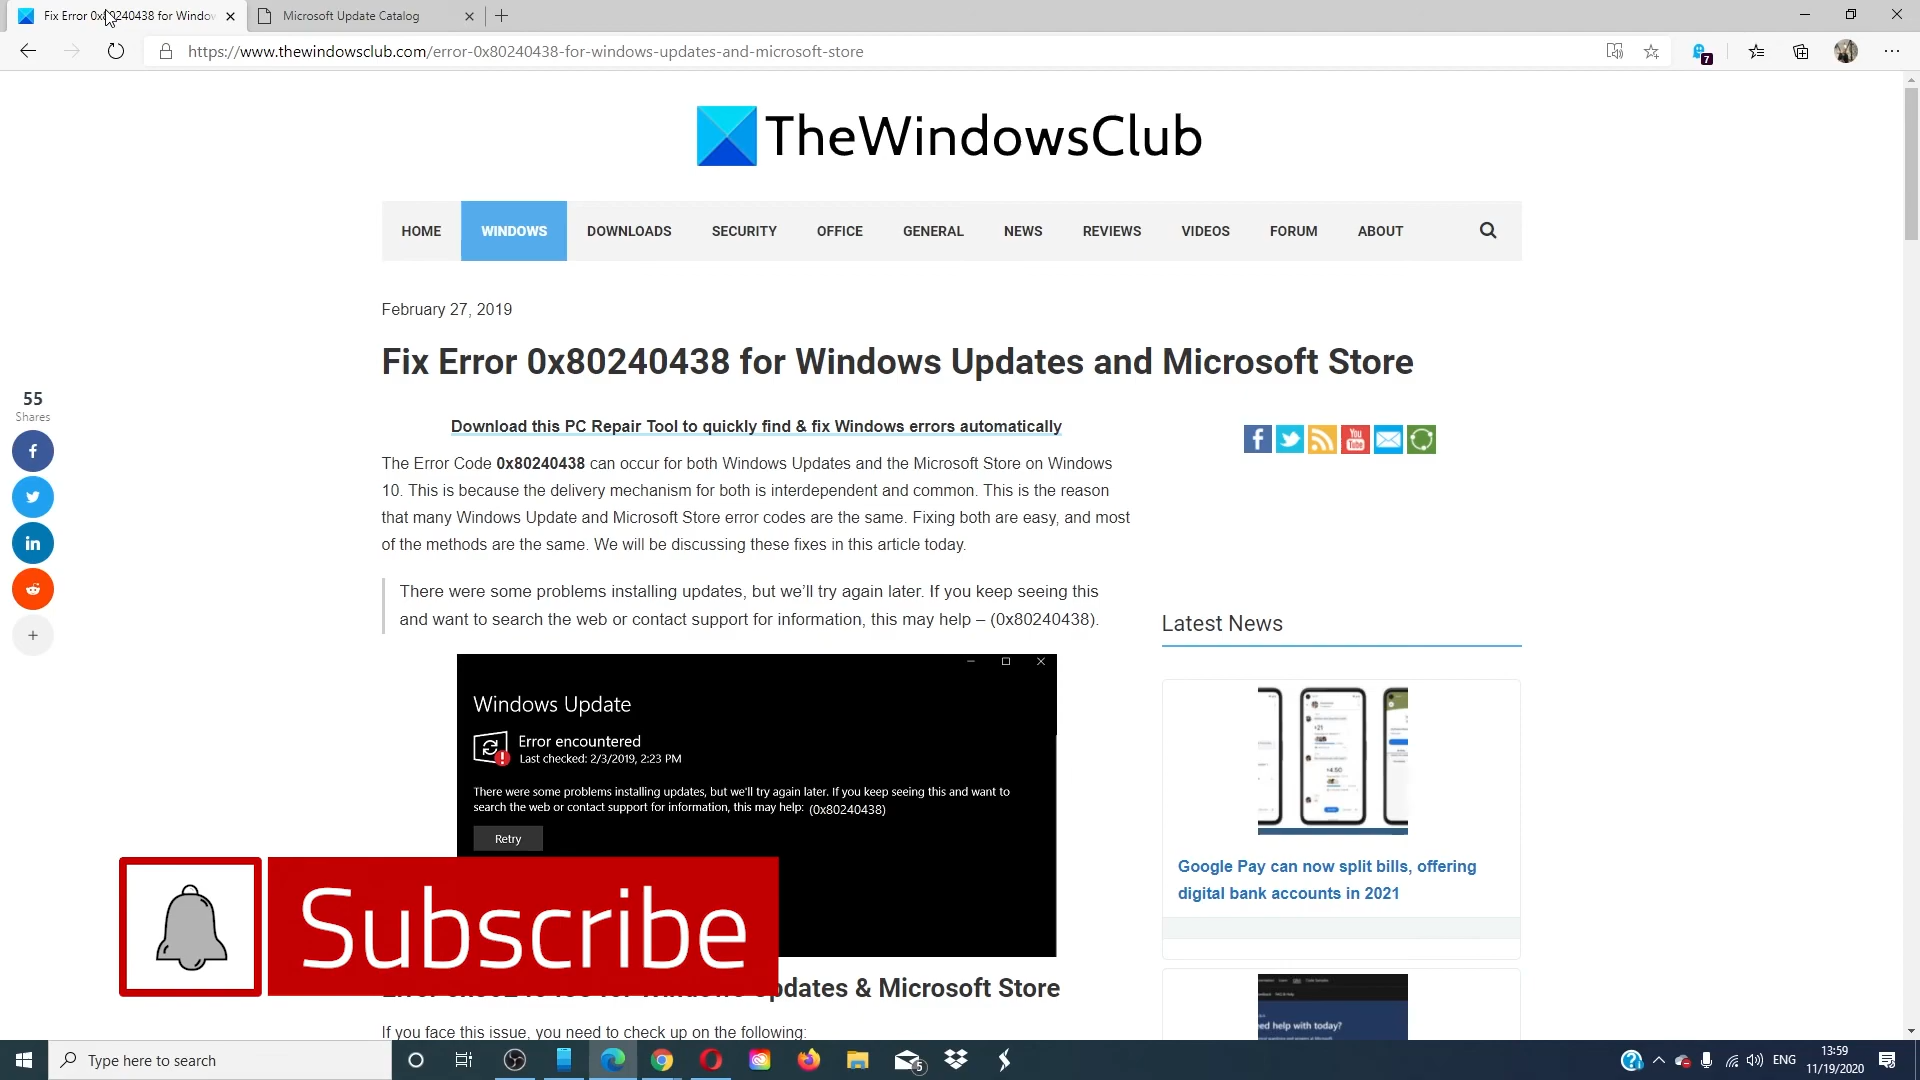 Fix Error 0x80240438 for Windov
Microsoft Update Catalog
https://www.thewindowsclub.com/error-0x80240438-for-windows-updates-and-microsoft-store
7
TheWindowsClub
HOME
WINDOWS
DOWNLOADS
SECURITY
OFFICE
GENERAL
NEWS
REVIEWS
VIDEOS
FORUM
ABOUT
February 27, 2019
Fix Error 0x80240438 for Windows Updates and Microsoft Store
55
Shares
Download this PC Repair Tool to quickly find & fix Windows errors automatically
The Error Code 0x80240438 can occur for both Windows Updates and the Microsoft Store on Windows
10. This is because the delivery mechanism for both is interdependent and common. This is the reason
that many Windows Update and Microsoft Store error codes are the same. Fixing both are easy, and most
of the methods are the same. We will be discussing these fixes in this article today.
There were some problems installing updates, but we’ll try again later. If you keep seeing this
and want to search the web or contact support for information, this may help – (0x80240438).
Windows Update
Error encountered
Last checked: 2/3/2019, 2:23 PM
There were some problems installing updates, but we'll try again later. If you keep seeing this and want to
search the web or contact support for information, this may help: (0x80240438)
Retry
You Tube
Latest News
Google Pay can now split bills, offering
digital bank accounts in 2021
Subscribe
pdates & Microsoft Store
If you face this issue, you need to check up on the following:
ed help with today?
Type here to search
5
ENG
13:59
11/19/2020